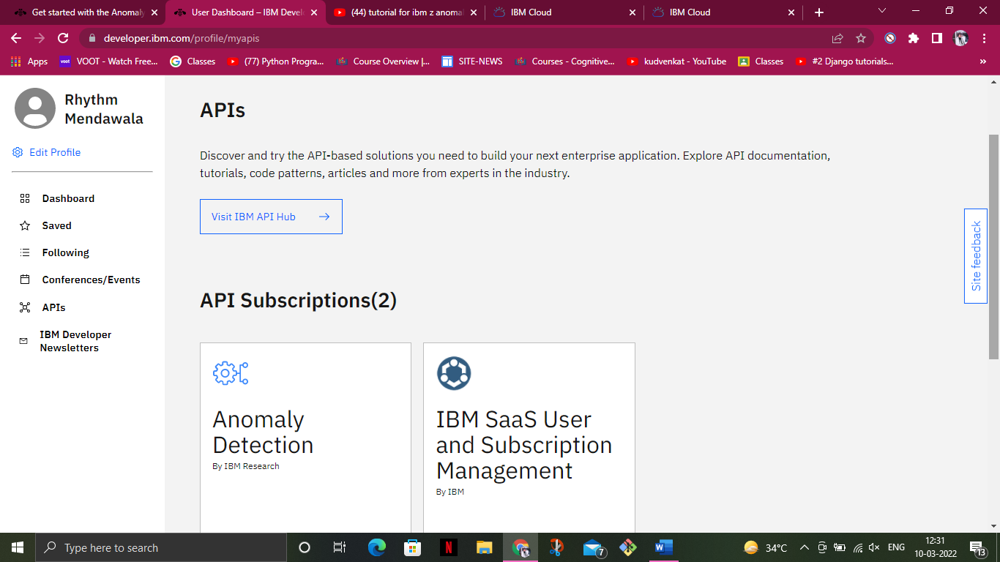 Get started with the Anomaly
User Dashboard – IBM Devel
(44) tutorial for ibm z anomal
IBM Cloud
IBM Cloud
developer.ibm.com/profile/myapis
Apps
voot
VOOT - Watch Free...
Classes
(77) Python Progra...
Course Overview |...
SITE-NEWS
Courses - Cognitive...
kudvenkat - YouTube
Classes
#2 Django tutorials...
»
Rhythm
Mendawala
Edit Profile
Dashboard
Saved
Following
Conferences/Events
APIs
IBM Developer
Newsletters
APIs
Discover and try the API-based solutions you need to build your next enterprise application. Explore API documentation,
tutorials, code patterns, articles and more from experts in the industry.
Visit IBM API Hub
API Subscriptions(2)
Anomaly
Detection
By IBM Research
IBM SaaS User
and Subscription
Management
By IBM
Site feedback
Type here to search
N
7
W
34°C
ENG
12:31
10-03-2022
13